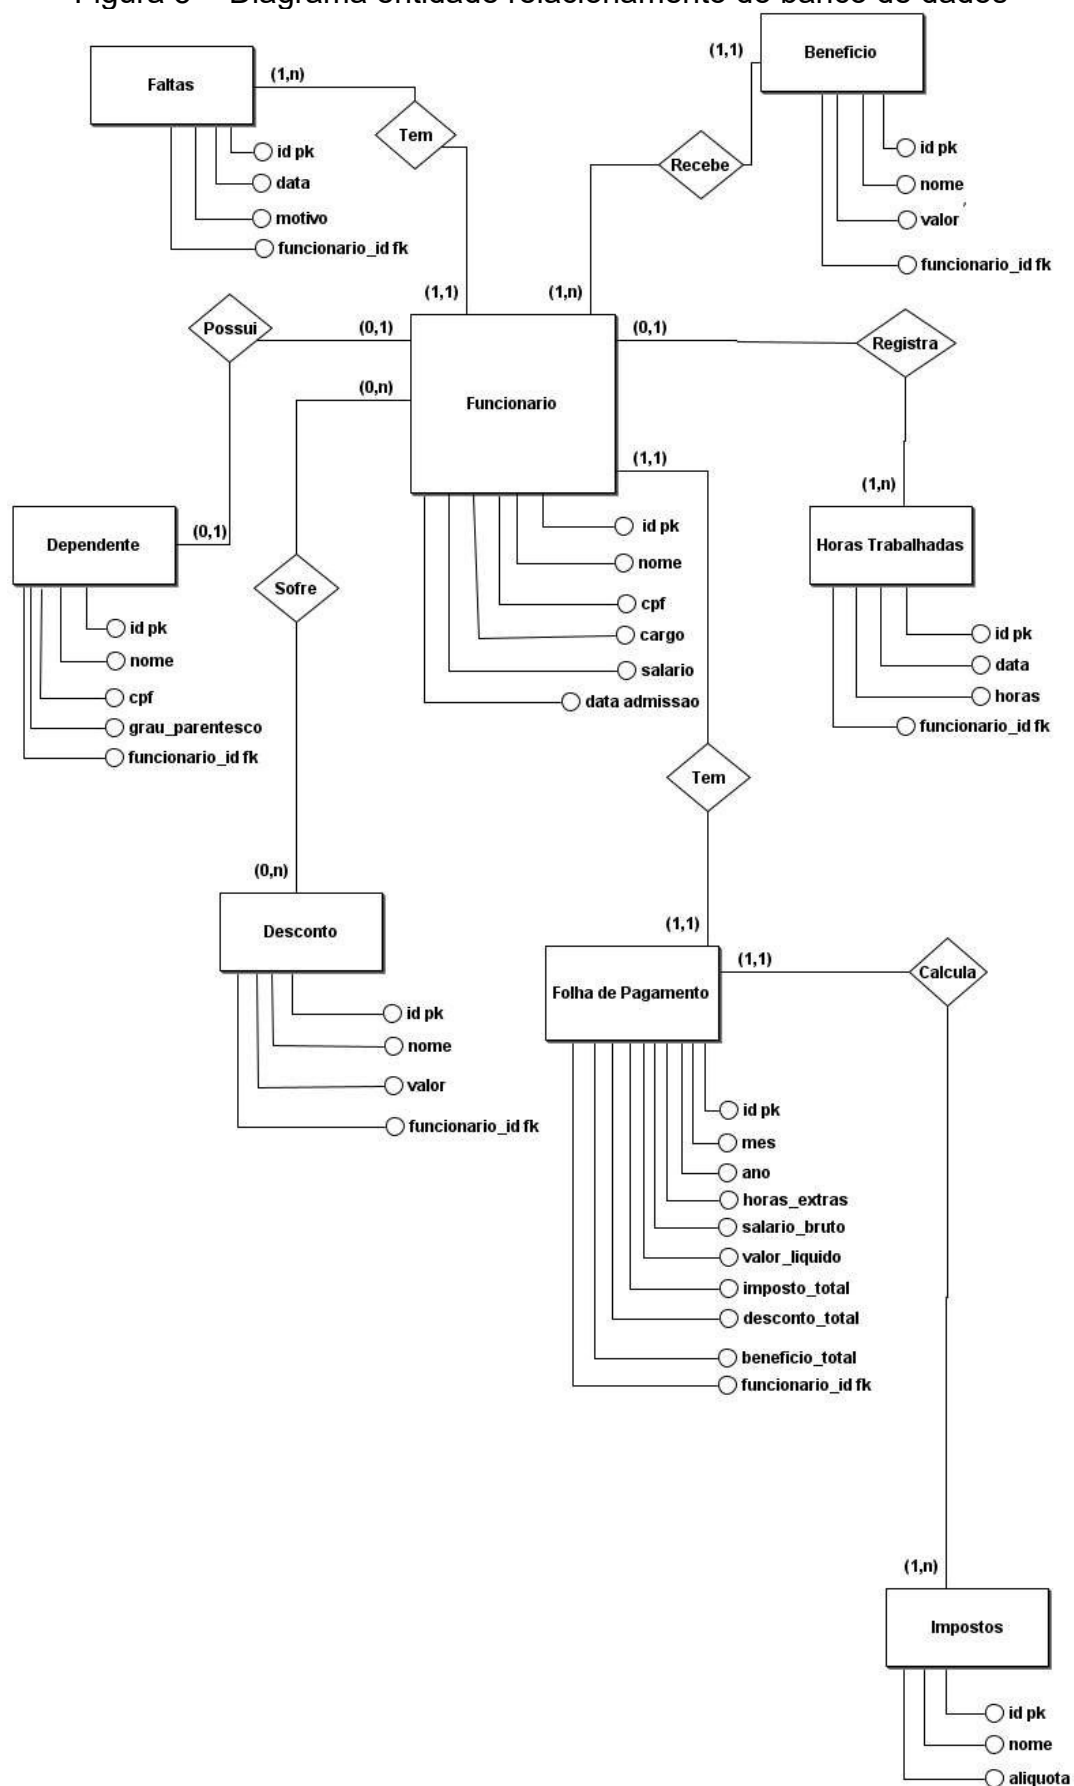 Figura 3 – Diagrama entidade relacionamento do banco de dados
Faltas
(1,n)
Tem
id pk
data
motivo
funcionario_id fk
(1,1)
(1,1)
Beneficio
Recebe
id pk
nome
valor
funcionario_id fk
(1,n)
Possui
(0,1)
(0,1)
Dependente
id pk
nome
cpf
grau_parentesco
funcionario_id fk
Funcionario
id pk
nome
cpf
cargo
salario
data admissao
(0,1)
Registra
(1,n)
Horas Trabalhadas
id pk
data
horas
funcionario_id fk
(0,n)
Sofre
(0,n)
Desconto
id pk
nome
valor
funcionario_id fk
(1,1)
Tem
(1,1)
Folha de Pagamento
id pk
mes
ano
horas_extras
salario_bruto
valor_liquido
imposto_total
desconto_total
beneficio_total
funcionario_id fk
(1,1)
Calcula
(1,n)
Impostos
id pk
nome
aliquota